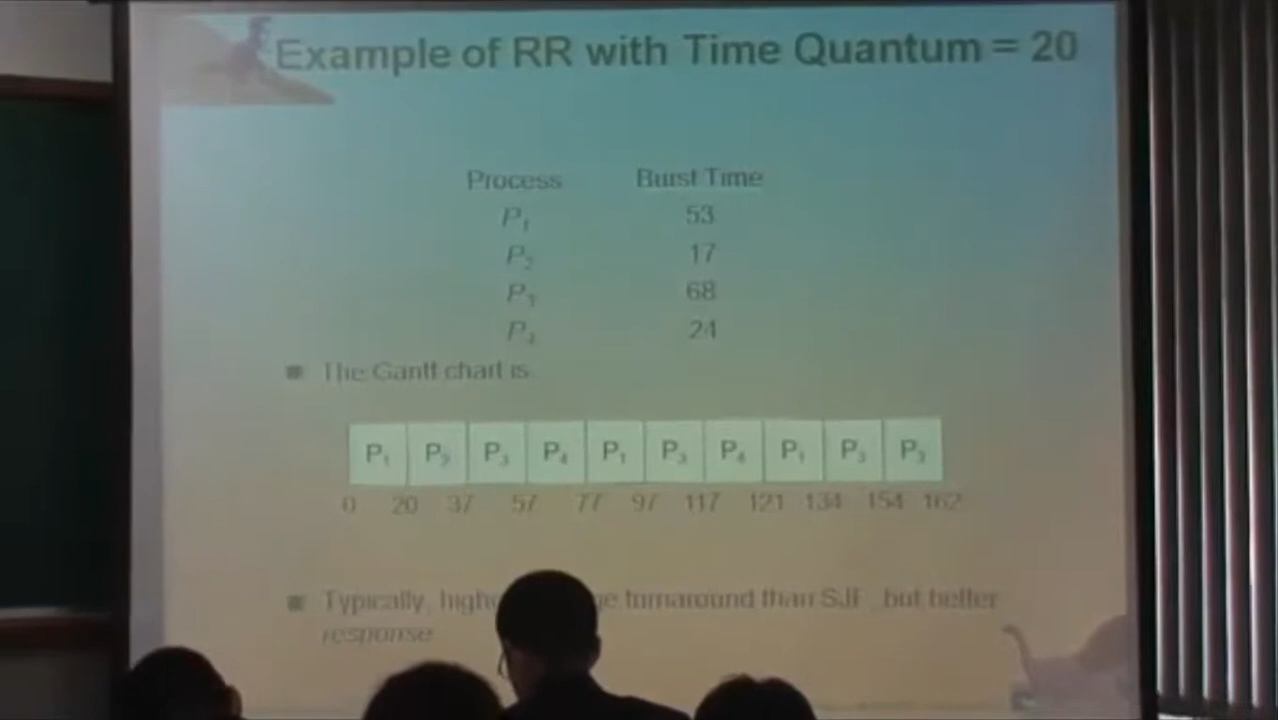 Example of RR with Time Quantum = 20
Process Burst Time
P1 53
P2 17
P3 68
P4 24
The Gantt chart is
P1 P2 P3 P4 P1 P3 P4 P1 P3 P3
0 20 37 57 77 97 117 121 134 154 162
Typically, turnaround than SJF, but better
response